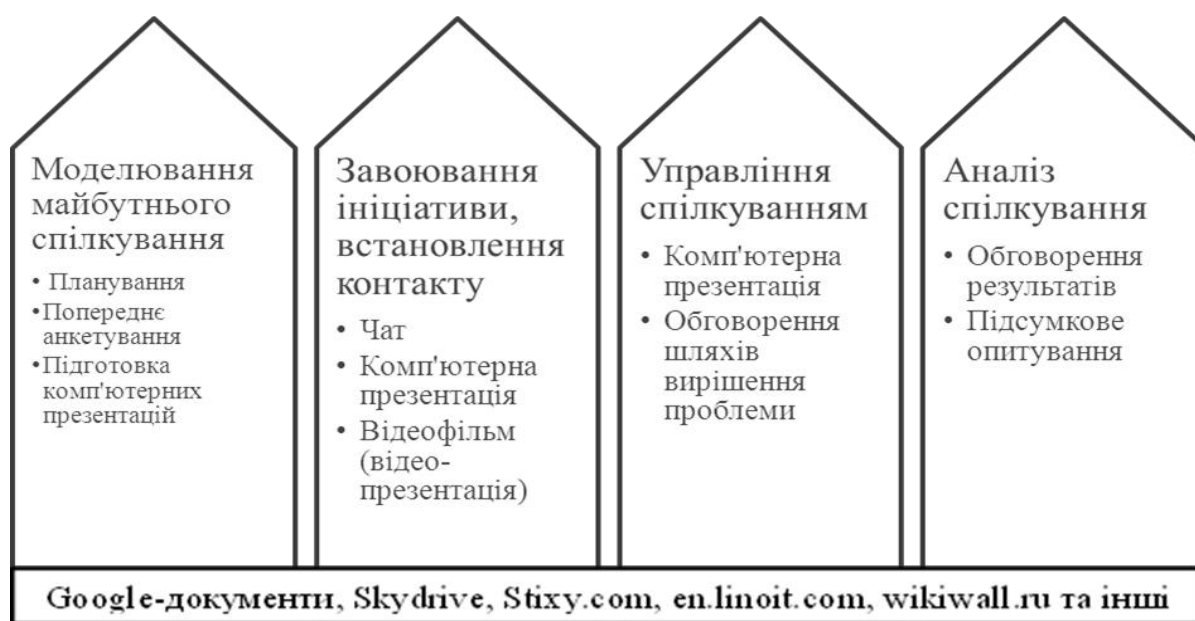 Моделювання
майбутнього
спілкування
• Планування
•Попереднє
анкетування
•Підготовка
комп'ютерних
презентацій
Завоювання
ініціативи,
встановлення
контакту
• Чат
• Комп'ютерна
презентація
• Відеофільм
(відео-
презентація)
Управління
спілкуванням
• Комп'ютерна
презентація
• Обговорення
шляхів
вирішення
проблеми
Аналіз
спілкування
• Обговорення
результатів
• Підсумкове
опитування
Google-документи, Skydrive, Stixy.com, en.linoit.com, wikiwall.ru та інші